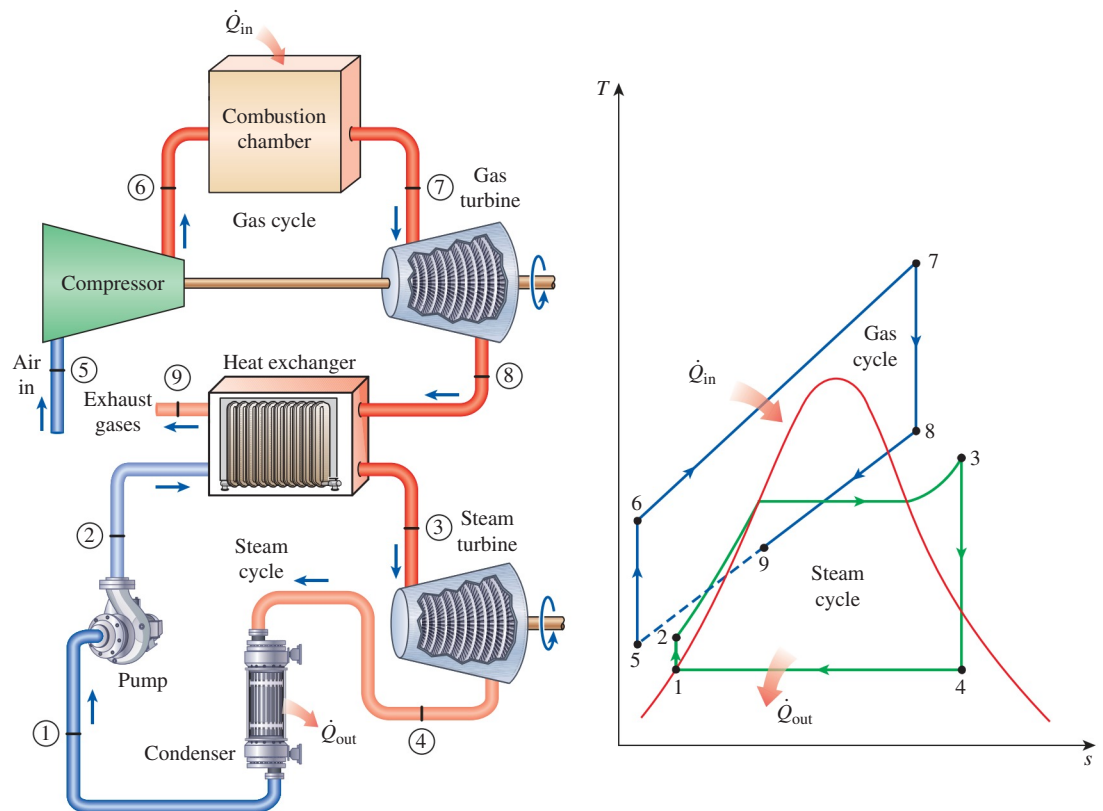 Q̇in
Combustion
chamber
⑥
⑦
Gas
turbine
Gas cycle
Compressor
Air
in
⑤
⑨
Heat exchanger
⑧
Exhaust
gases
②
③
Steam
cycle
Steam
turbine
Pump
①
Condenser
Q̇out
④
T
7
Gas
cycle
Q̇in
8
3
6
9
Steam
cycle
2
5
1
4
Q̇out
s